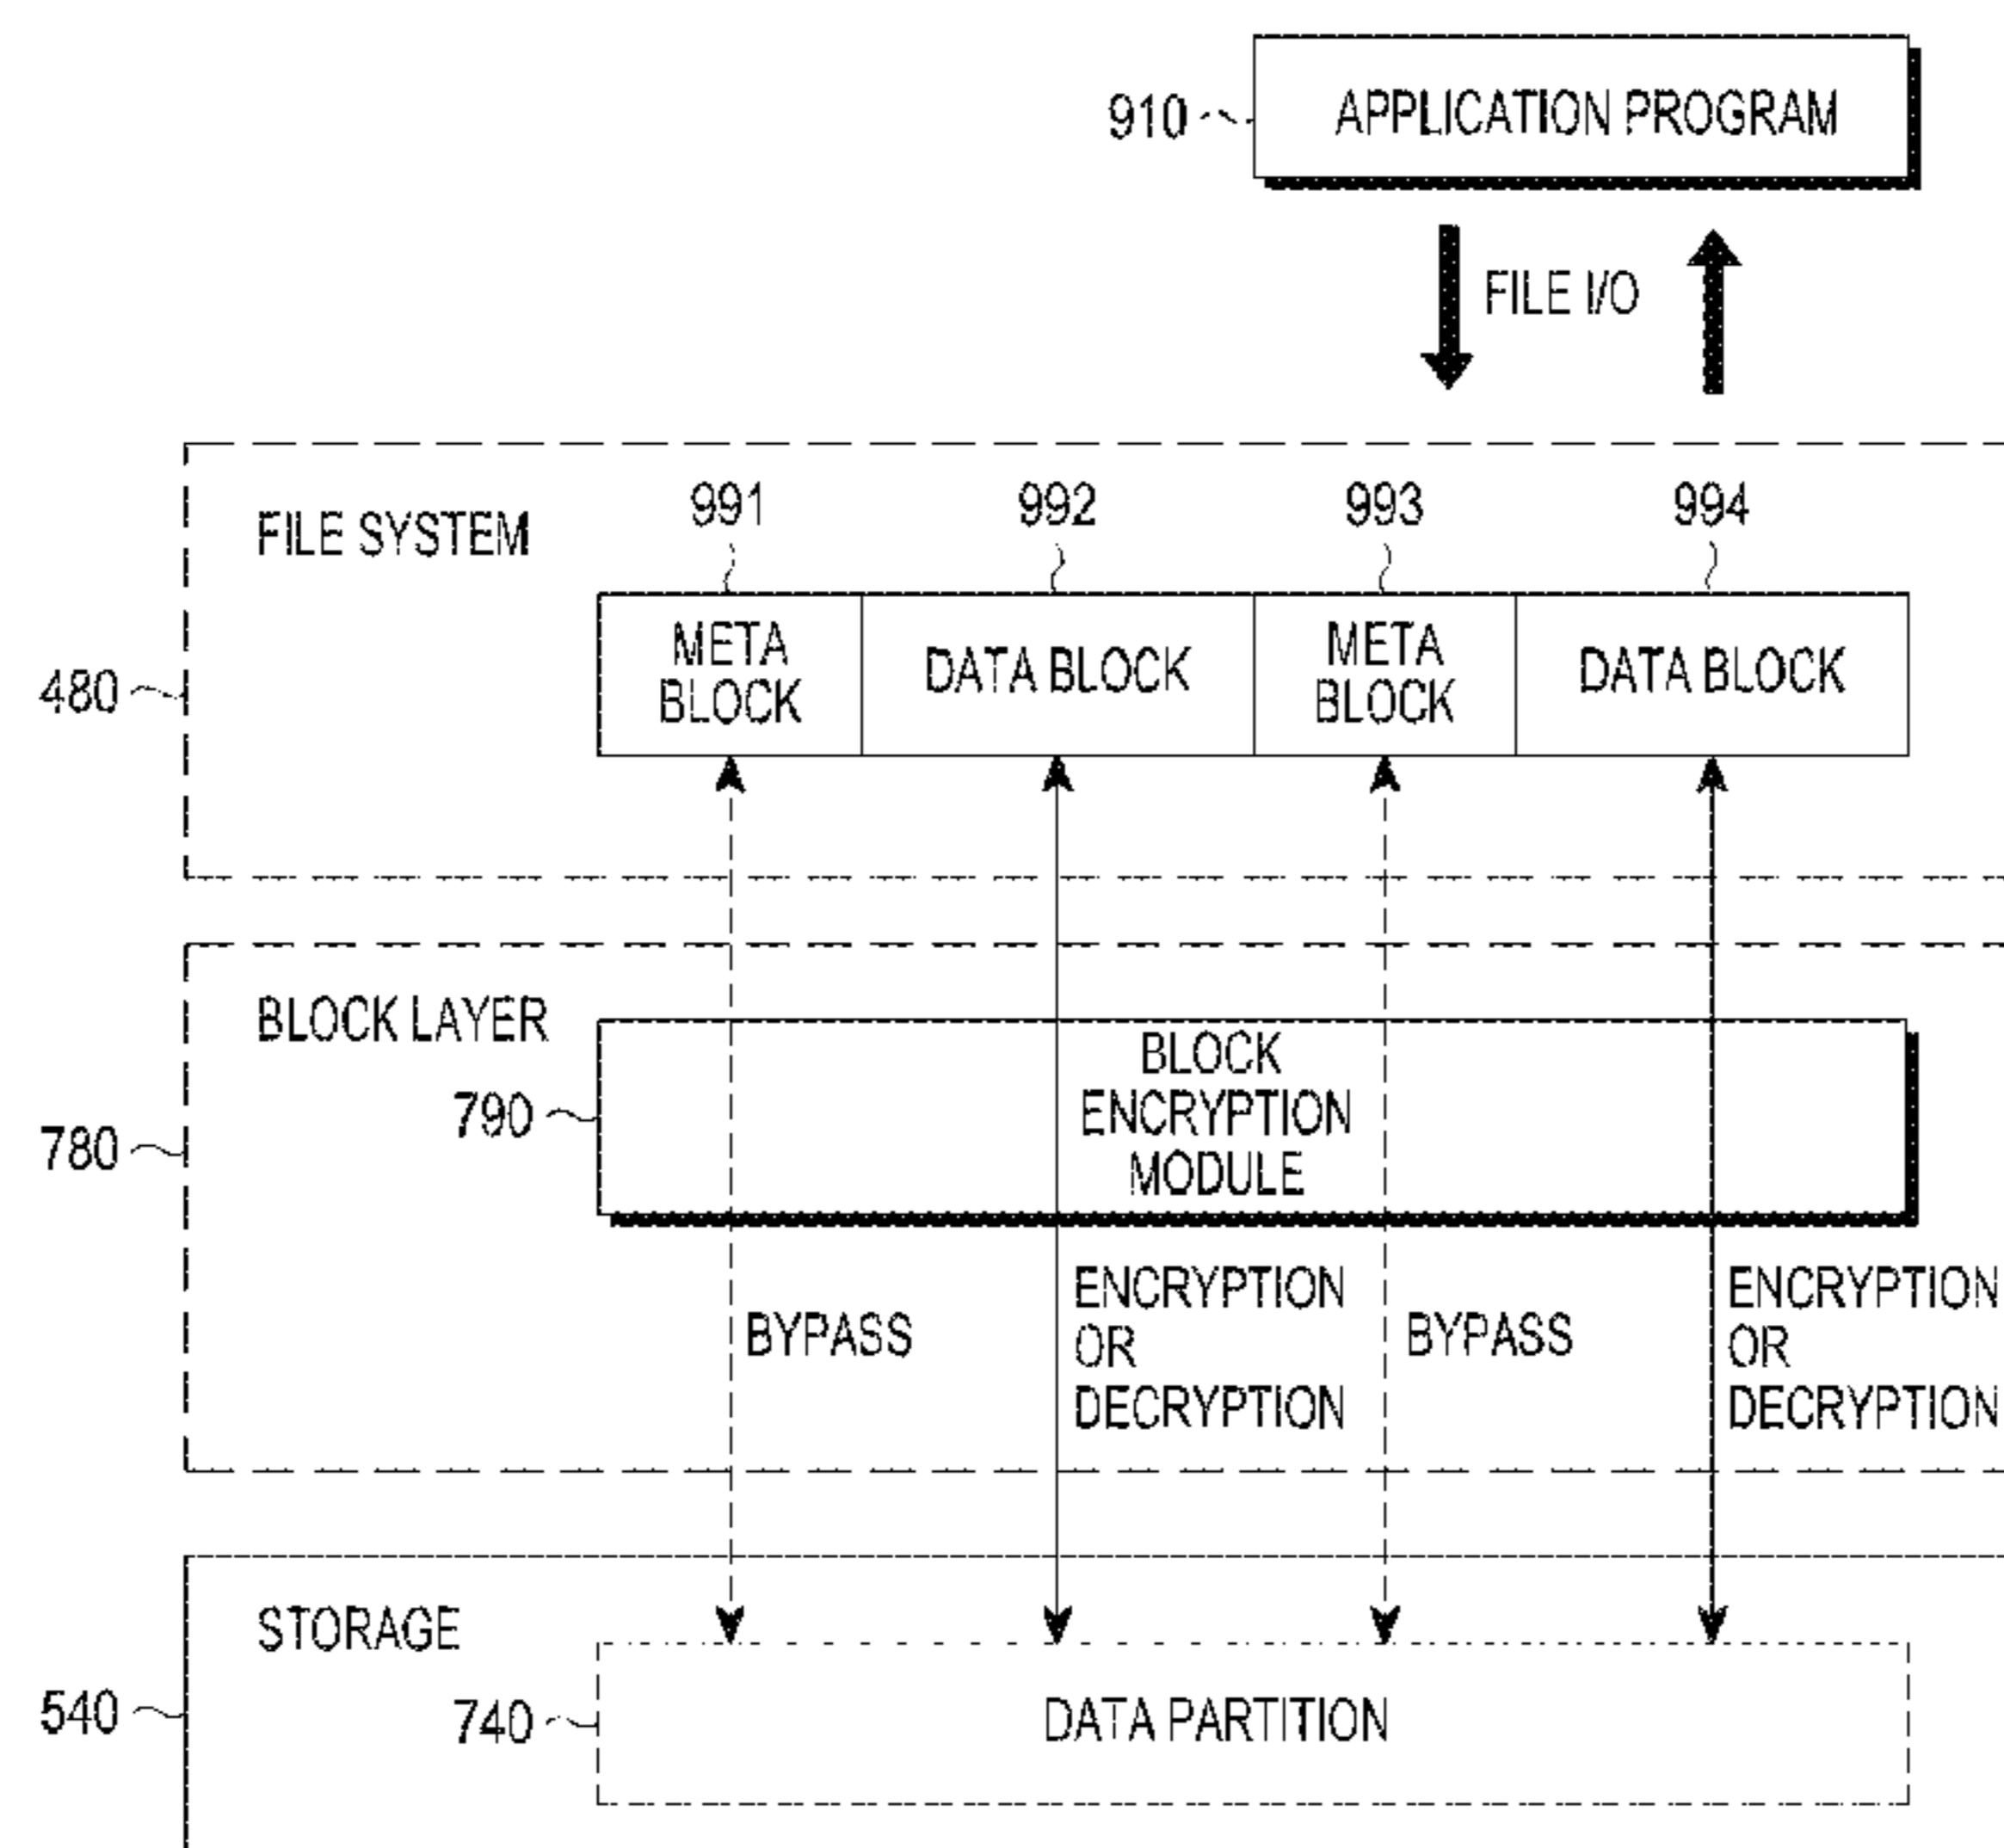 910 APPLICATION PROGRAM
FILE I/O
FILE SYSTEM
991 992 993 994
480
META BLOCK
DATA BLOCK
META BLOCK
DATA BLOCK
BLOCK LAYER
780
790
BLOCK
ENCRYPTION
MODULE
BYPASS
ENCRYPTION
OR
DECRYPTION
BYPASS
ENCRYPTION
OR
DECRYPTION
STORAGE
540
740
DATA PARTITION